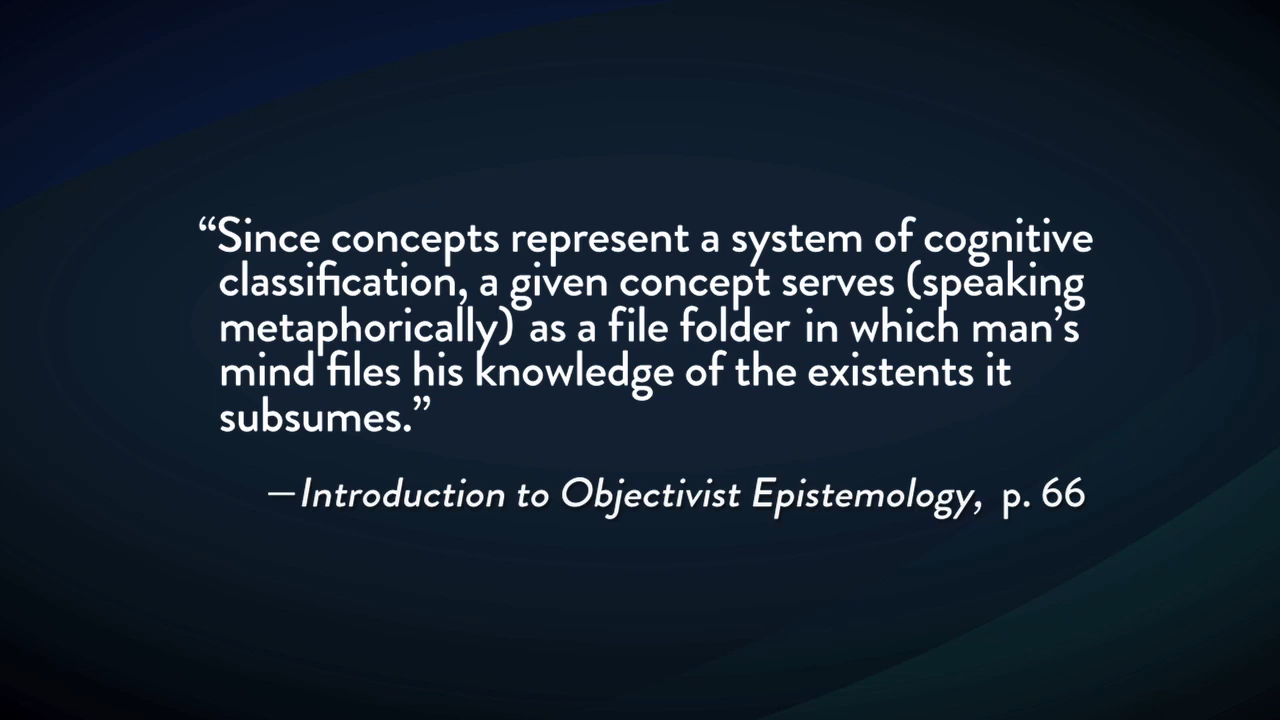 “Since concepts represent a system of cognitive
classification, a given concept serves (speaking
metaphorically) as a file folder in which man’s
mind files his knowledge of the existents it
subsumes.”
—Introduction to Objectivist Epistemology, p. 66